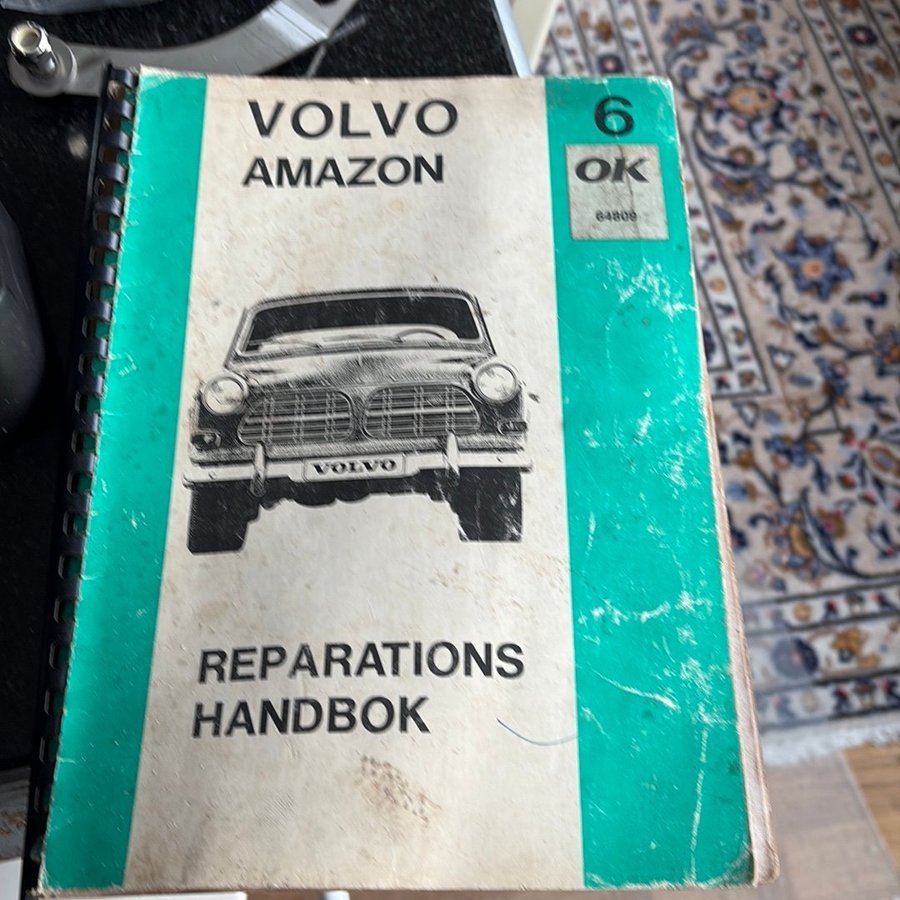 VOLVO
AMAZON
6
OK
64809
VOLVO
REPARATIONS
HANDBOK